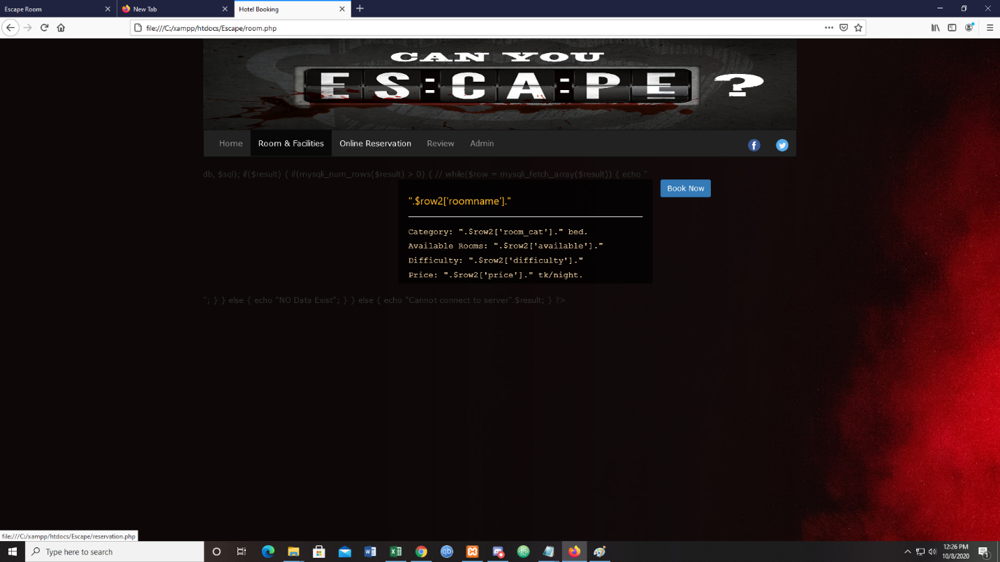 Escape Room
New Tab
Hotel Booking
file:///C:/xampp/htdocs/Escape/room.php
CAN YOU
ES:CA:PE ?
Home
Room & Facilities
Online Reservation
Review
Admin
db, $sql); if($result) { if(mysqli_num_rows($result) > 0) { // while($row = mysqli_fetch_array($result)) { echo "
Book Now
".$row2['roomname']."
Category: ".$row2['room_cat']." bed.
Available Rooms: ".$row2['available']."
Difficulty: ".$row2['difficulty']."
Price: ".$row2['price']." tk/night.
"; } } else { echo "NO Data Exist"; } } else { echo "Cannot connect to server".$result; } ?>
file:///C:/xampp/htdocs/Escape/reservation.php
Type here to search
12:26 PM
10/8/2020
1